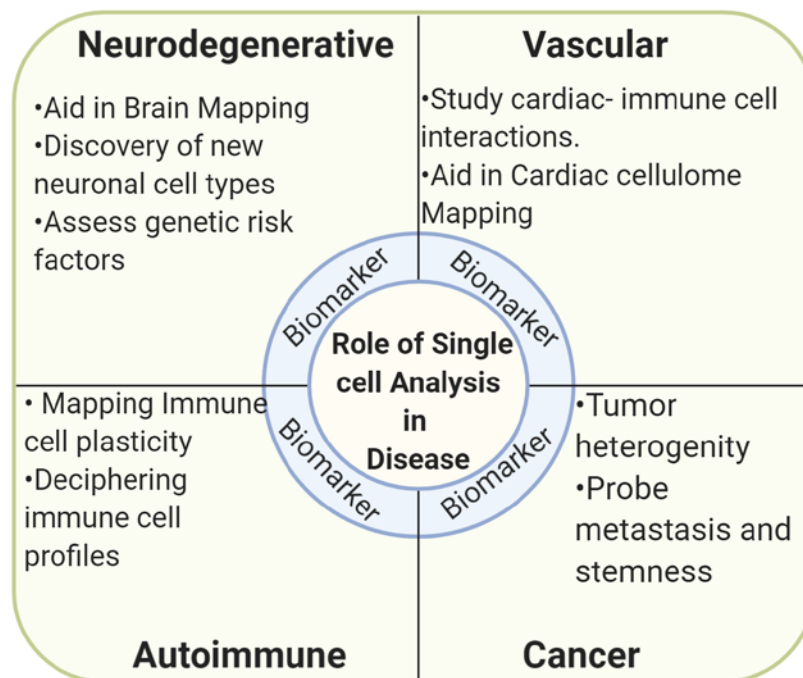 Neurodegenerative
•Aid in Brain Mapping
•Discovery of new
neuronal cell types
•Assess genetic risk
factors
Vascular
•Study cardiac- immune cell
interactions.
•Aid in Cardiac cellulome
Mapping
Biomarker
Biomarker
Role of Single
cell Analysis
in
Disease
Biomarker
Biomarker
• Mapping Immune
cell plasticity
•Deciphering
immune cell
profiles
Autoimmune
•Tumor
heterogenity
•Probe
metastasis and
stemness
Cancer